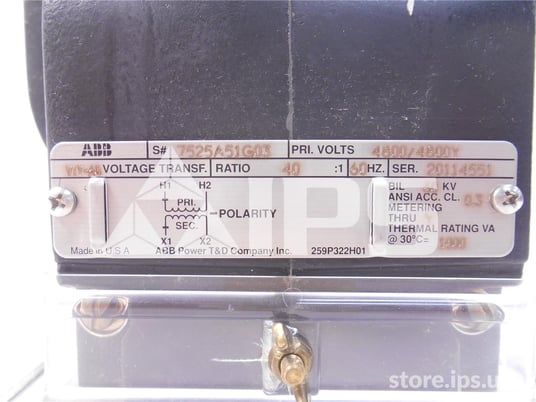 ABB S# 7525A51G03 PRI. VOLTS 4800/4800Y
VOLTAGE TRANSF. RATIO 40 :1 60 HZ. SER. 20114551
H1 H2
PRI.
SEC.
POLARITY
X1 X2
BIL KV
ANSI ACC. CL. 0.3
METERING
THRU
THERMAL RATING VA
@ 30°C=
Made in U S A ABB Power T&D Company Inc. 259P322H01
IPS
store.ips.us